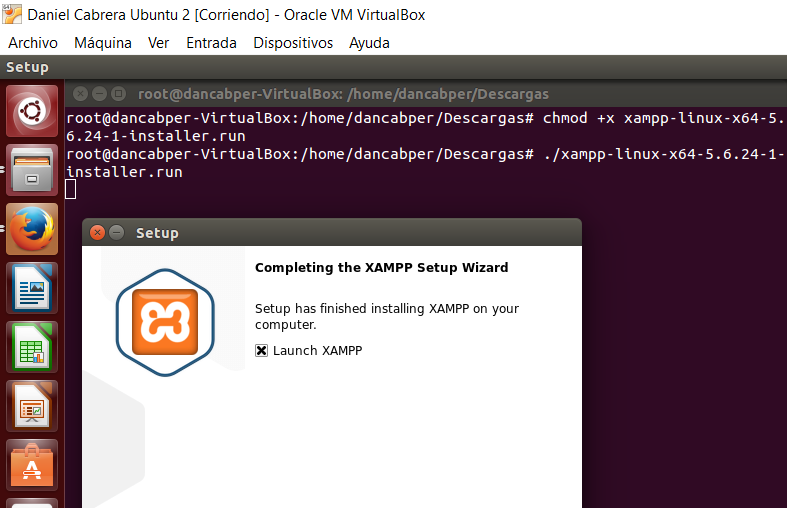 Daniel Cabrera Ubuntu 2 [Corriendo] - Oracle VM VirtualBox
Archivo Máquina Ver Entrada Dispositivos Ayuda
Setup
root@dancabper-VirtualBox: /home/dancabper/Descargas
root@dancabper-VirtualBox:/home/dancabper/Descargas# chmod +x xampp-linux-x64-5.
6.24-1-installer.run
root@dancabper-VirtualBox:/home/dancabper/Descargas# ./xampp-linux-x64-5.6.24-1-
installer.run
Setup
Completing the XAMPP Setup Wizard
Setup has finished installing XAMPP on your
computer.
Launch XAMPP